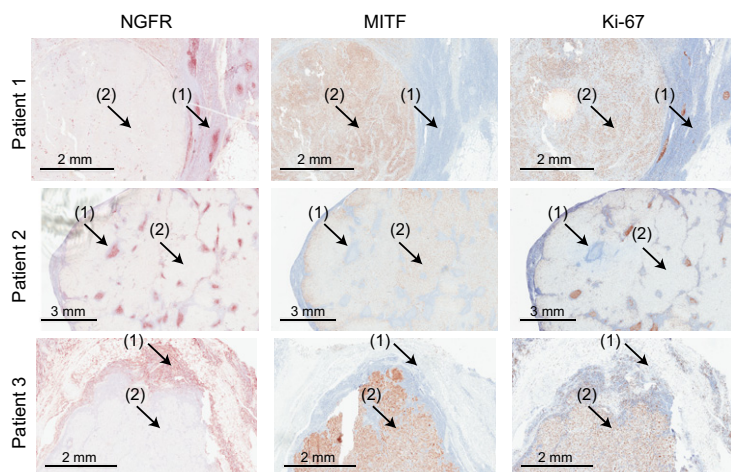 NGFR MITF Ki-67
Patient 1
(2) (1) (2) (1) (2) (1)
2 mm 2 mm 2 mm
Patient 2
(1) (2) (1) (2) (1) (2)
3 mm 3 mm 3 mm
Patient 3
(1) (1) (1)
(2) (2) (2)
2 mm 2 mm 2 mm